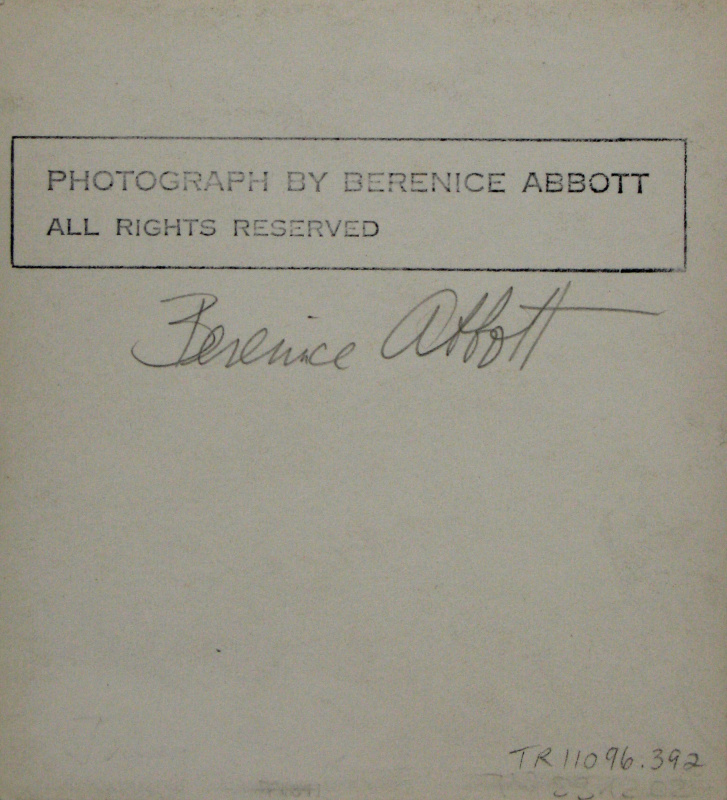 PHOTOGRAPH BY BERENICE ABBOTT
ALL RIGHTS RESERVED
Berenice Abbott
TR11096.392